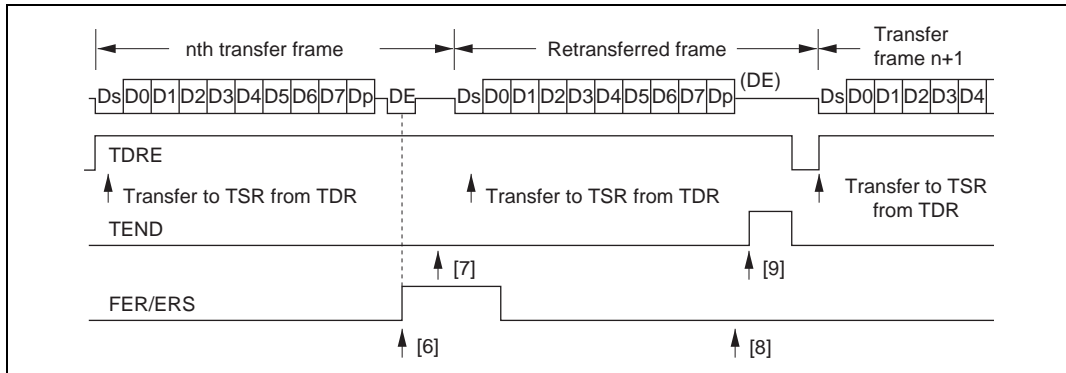 nth transfer frame Retransferred frame Transfer
frame n+1
Ds D0 D1 D2 D3 D4 D5 D6 D7 Dp DE Ds D0 D1 D2 D3 D4 D5 D6 D7 Dp (DE) Ds D0 D1 D2 D3 D4
TDRE
Transfer to TSR from TDR Transfer to TSR from TDR Transfer to TSR
from TDR
TEND
[7] [9]
FER/ERS
[6] [8]